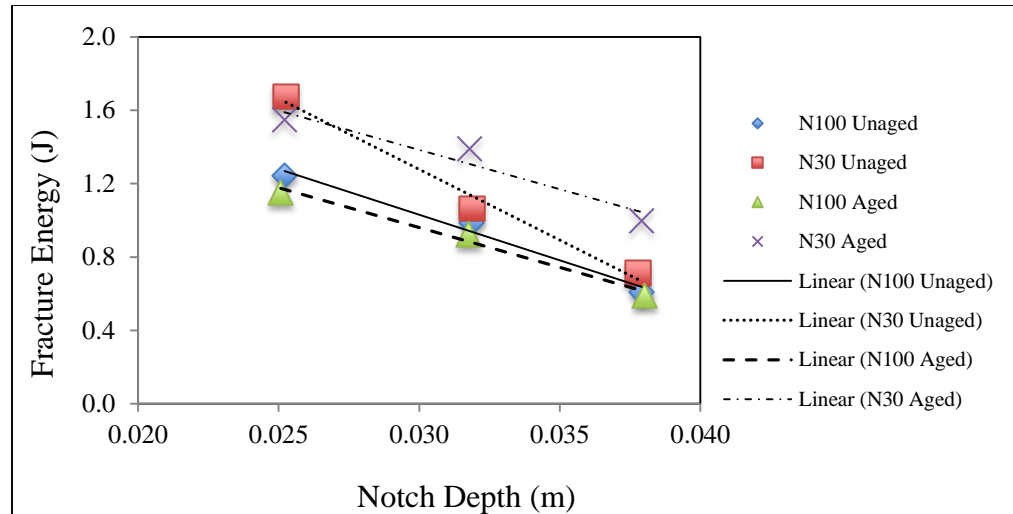 2.0
1.6
1.2
0.8
0.4
0.0
Fracture Energy (J)
0.020 0.025 0.030 0.035 0.040
Notch Depth (m)
N100 Unaged
N30 Unaged
N100 Aged
N30 Aged
Linear (N100 Unaged)
Linear (N30 Unaged)
Linear (N100 Aged)
Linear (N30 Aged)